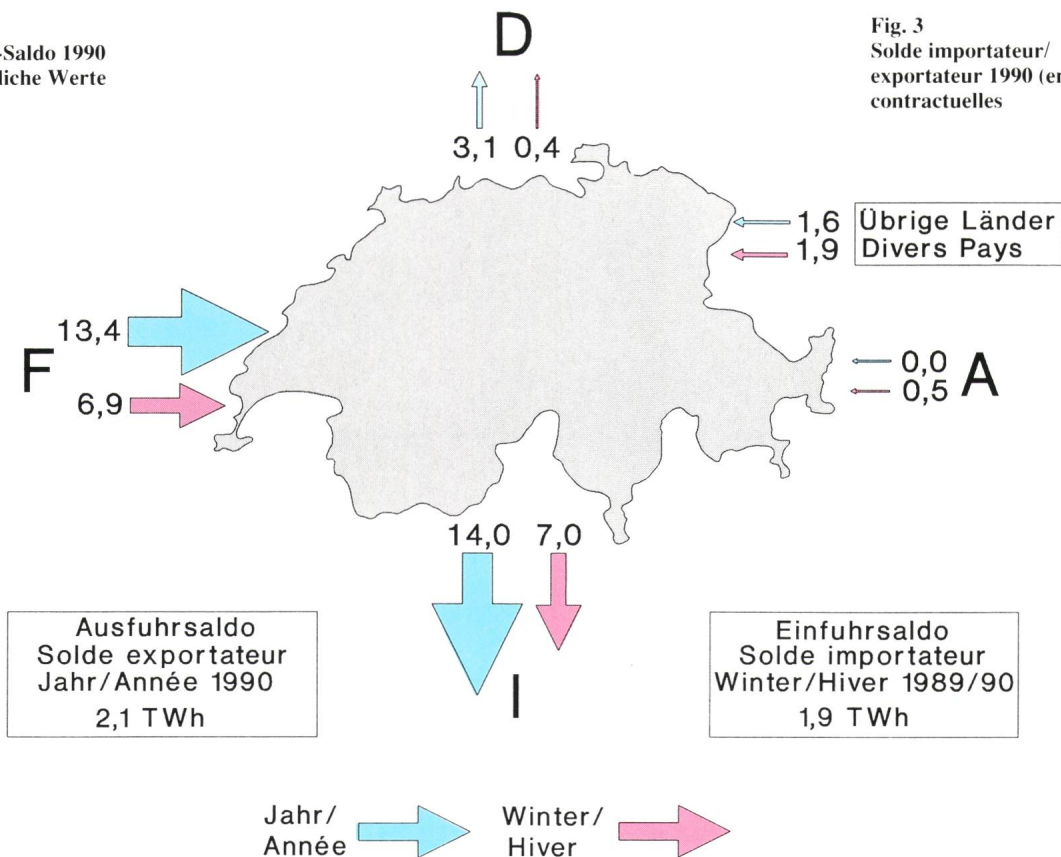 -Saldo 1990
liche Werte
Fig. 3
Solde importateur/
exportateur 1990 (en
contractuelles
D
3,1 0,4
1,6 Übrige Länder
1,9 Divers Pays
13,4
F
6,9
0,0
0,5 A
14,0 7,0
I
Ausfuhrsaldo
Solde exportateur
Jahr/Année 1990
2,1 TWh
Einfuhrsaldo
Solde importateur
Winter/Hiver 1989/90
1,9 TWh
Jahr/
Année
Winter/
Hiver